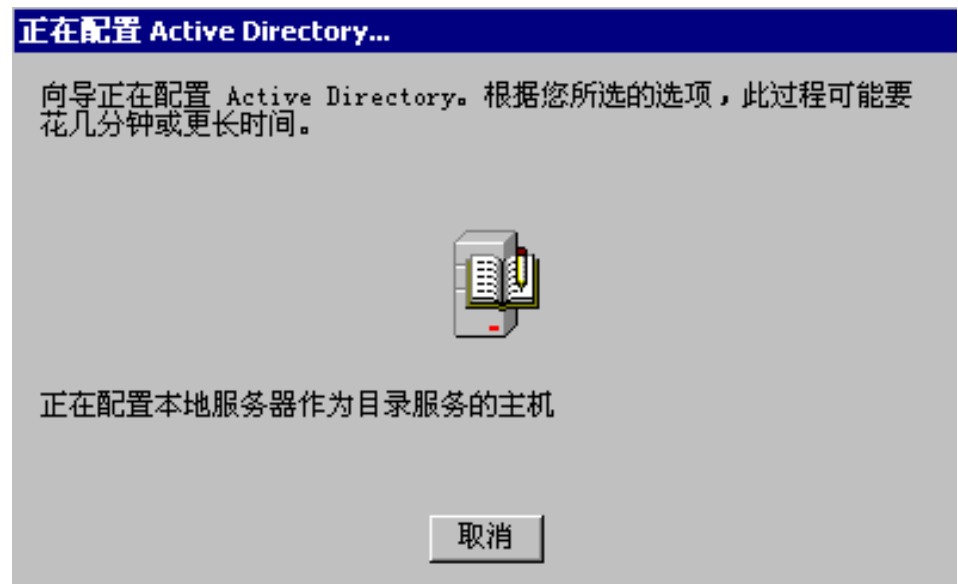 正在配置 Active Directory...
向导正在配置 Active Directory。根据您所选的选项，此过程可能要
花几分钟或更长时间。
正在配置本地服务器作为目录服务的主机
取消